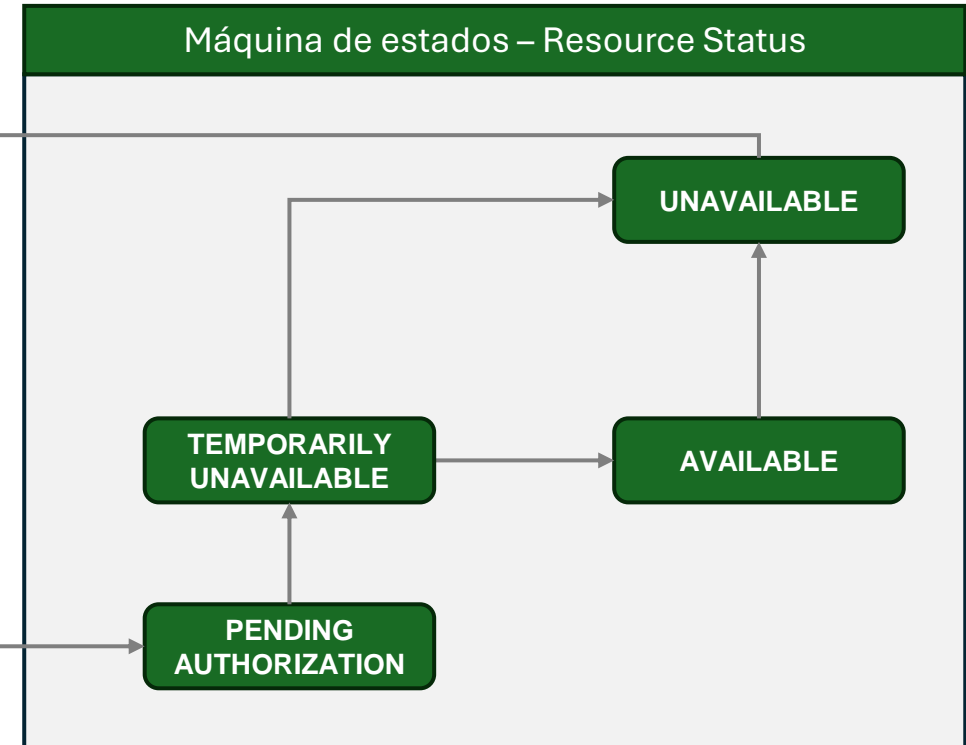 Máquina de estados – Resource Status
UNAVAILABLE
TEMPORARILY
UNAVAILABLE
AVAILABLE
PENDING
AUTHORIZATION